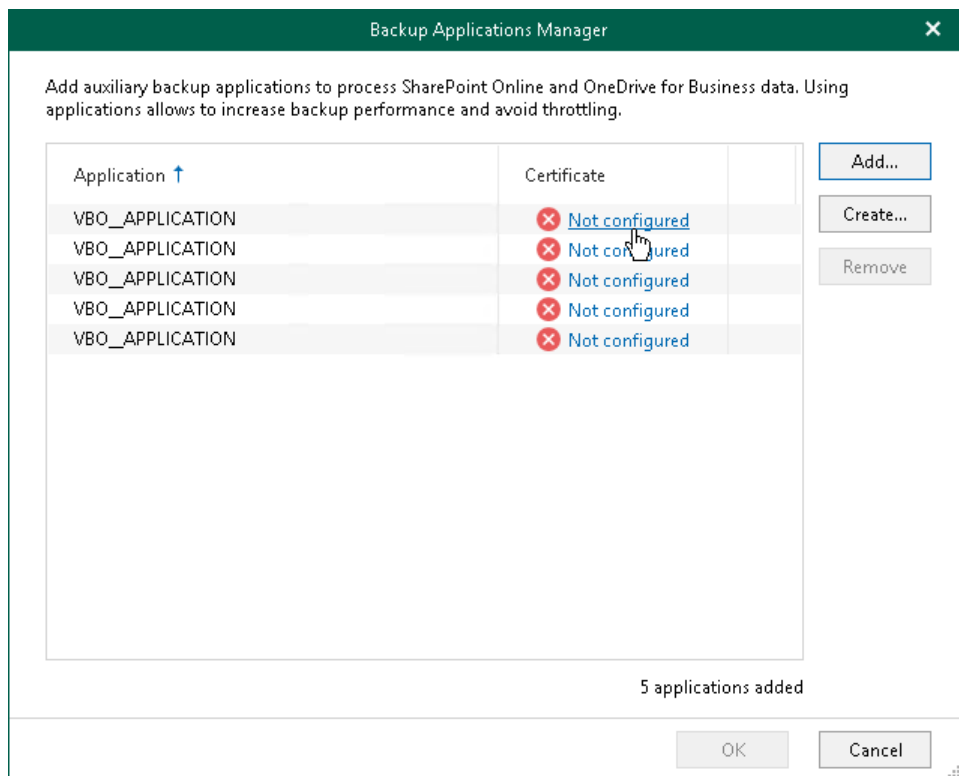 Backup Applications Manager
Add auxiliary backup applications to process SharePoint Online and OneDrive for Business data. Using
applications allows to increase backup performance and avoid throttling.
Application Certificate
Add...
VBO_APPLICATION Not configured
Create...
VBO_APPLICATION Not configured
Remove
VBO_APPLICATION Not configured
VBO_APPLICATION Not configured
VBO_APPLICATION Not configured
5 applications added
OK Cancel